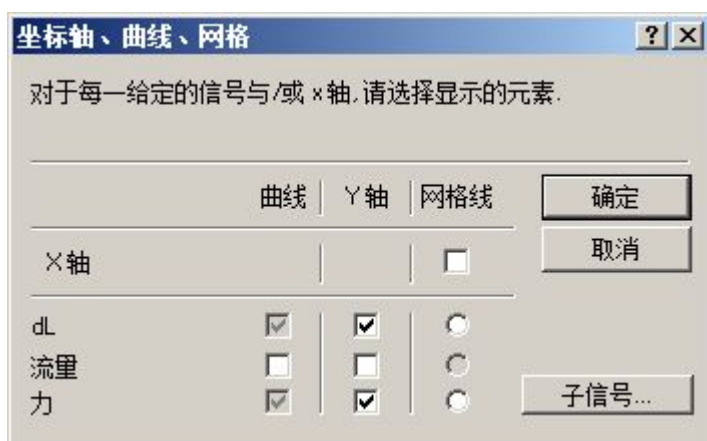 坐标轴、曲线、网格
对于每一给定的信号与/或 x 轴,请选择显示的元素.
曲线 Y 轴 网格线 确定
X 轴 取消
dL
流量
力 子信号...